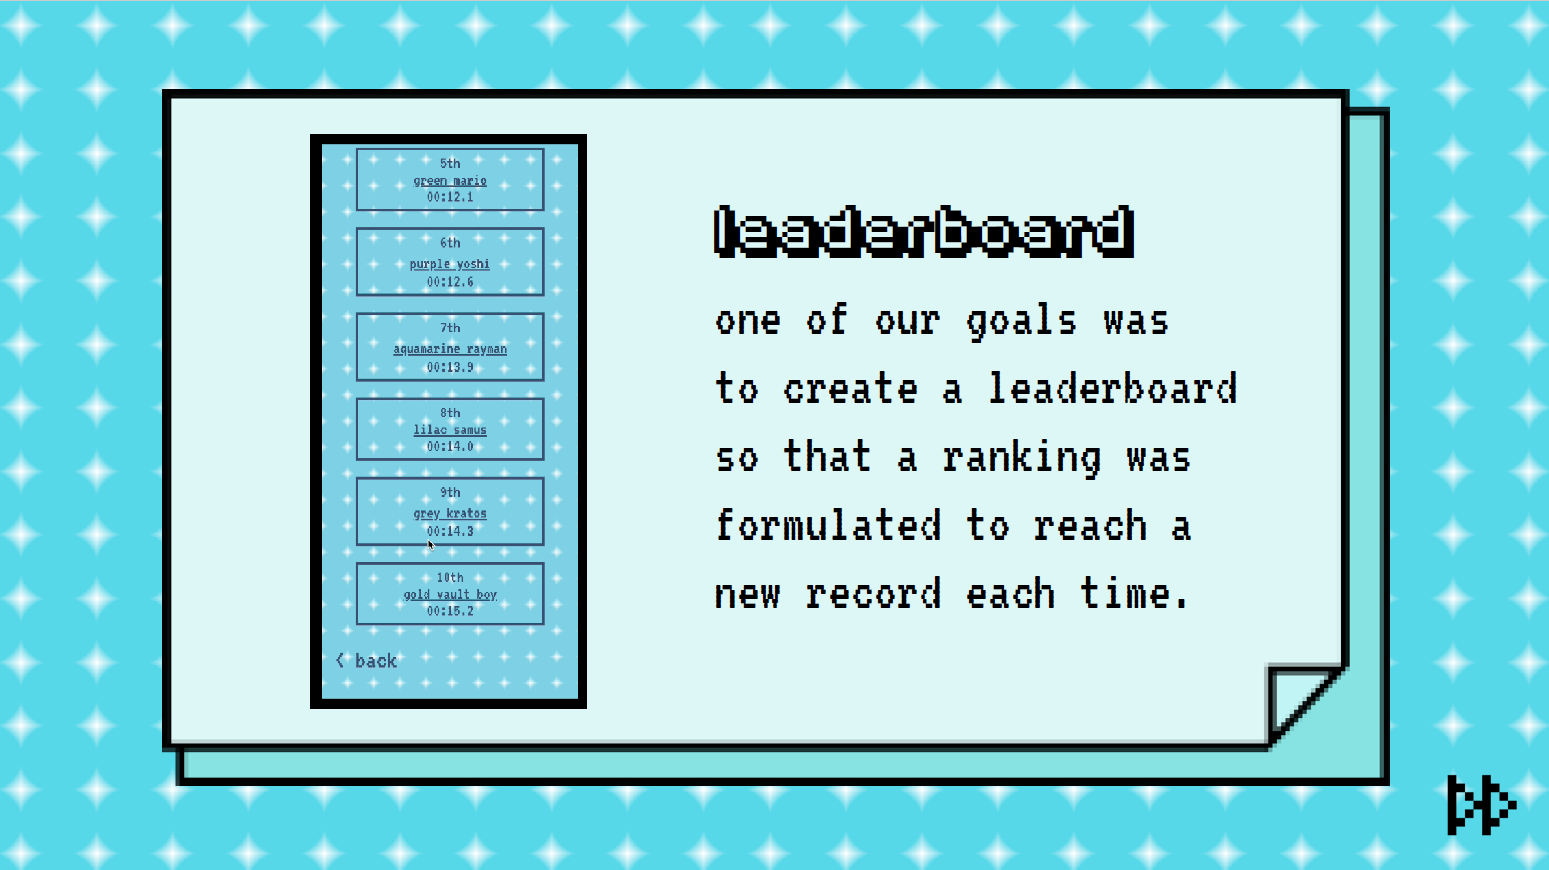 5th
green mario
00:12.1
6th
purple yoshi
00:12.6
7th
aquamarine rayman
00:13.9
8th
lilac samus
00:14.0
9th
grey kratos
00:14.3
10th
gold vault boy
00:15.2
< back
leaderboard
one of our goals was
to create a leaderboard
so that a ranking was
formulated to reach a
new record each time.